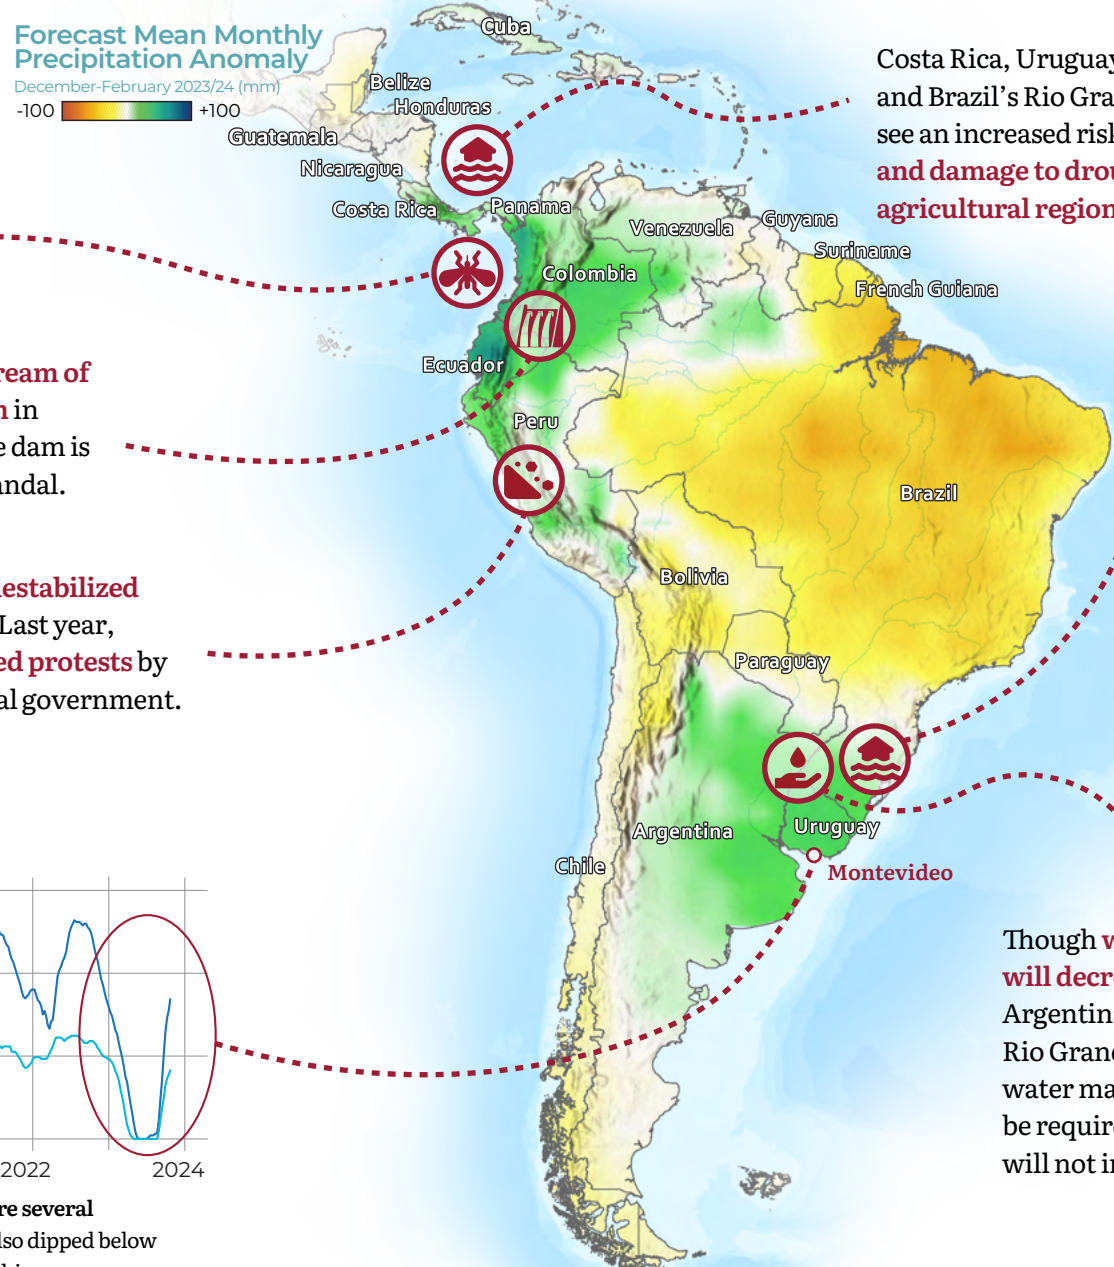 Forecast Mean Monthly
Precipitation Anomaly
December-February 2023/24 (mm)
-100 +100
Cuba
Belize
Honduras
Guatemala
Nicaragua
Costa Rica
Panama
Venezuela
Guyana
Suriname
French Guiana
Colombia
Ecuador
Peru
Brazil
Bolivia
Paraguay
Argentina
Uruguay
Chile
Montevideo
Costa Rica, Uruguay
and Brazil's Rio Gra
see an increased risk
and damage to drou
agricultural region
ream of
in
e dam is
andal.
estabilized
Last year,
ed protests by
al government.
2022 2024
re several
lso dipped below
Though w
will decr
Argentin
Rio Grand
water ma
be require
will not in